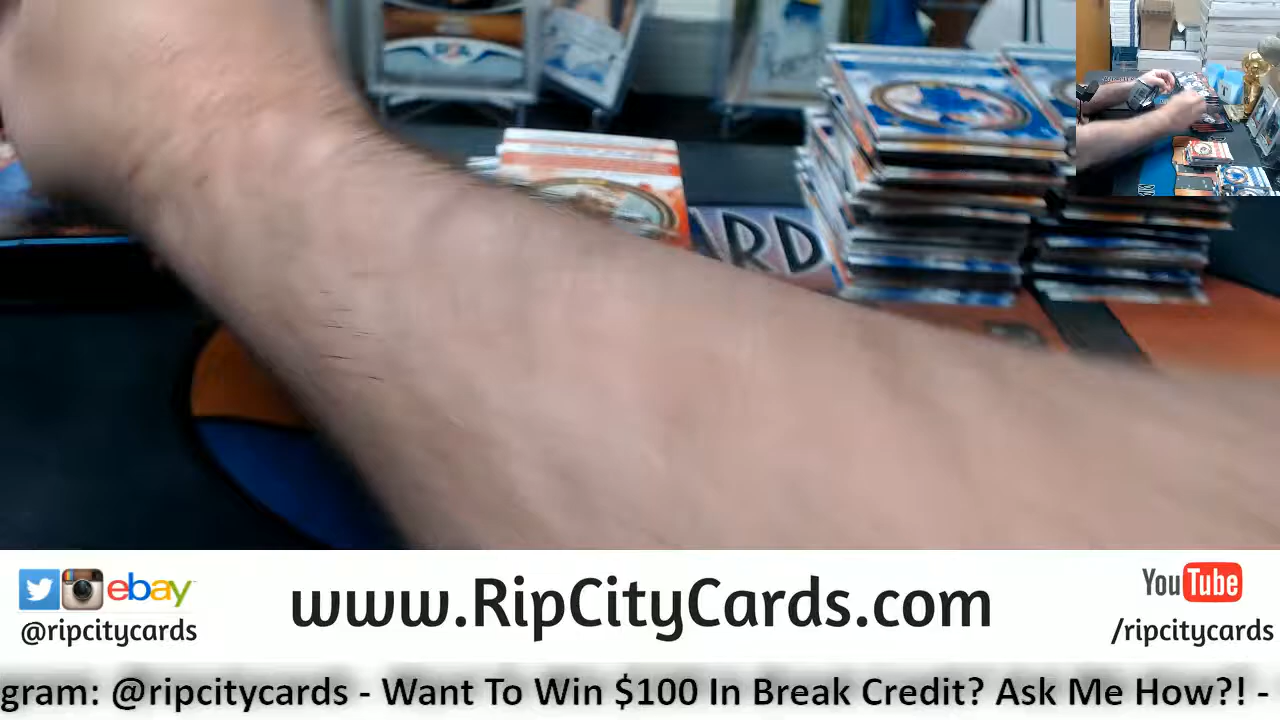 ARD
ebay
@ripcitycards
www.RipCityCards.com
YouTube
/ripcitycards
gram: @ripcitycards - Want To Win $100 In Break Credit? Ask Me How?! -